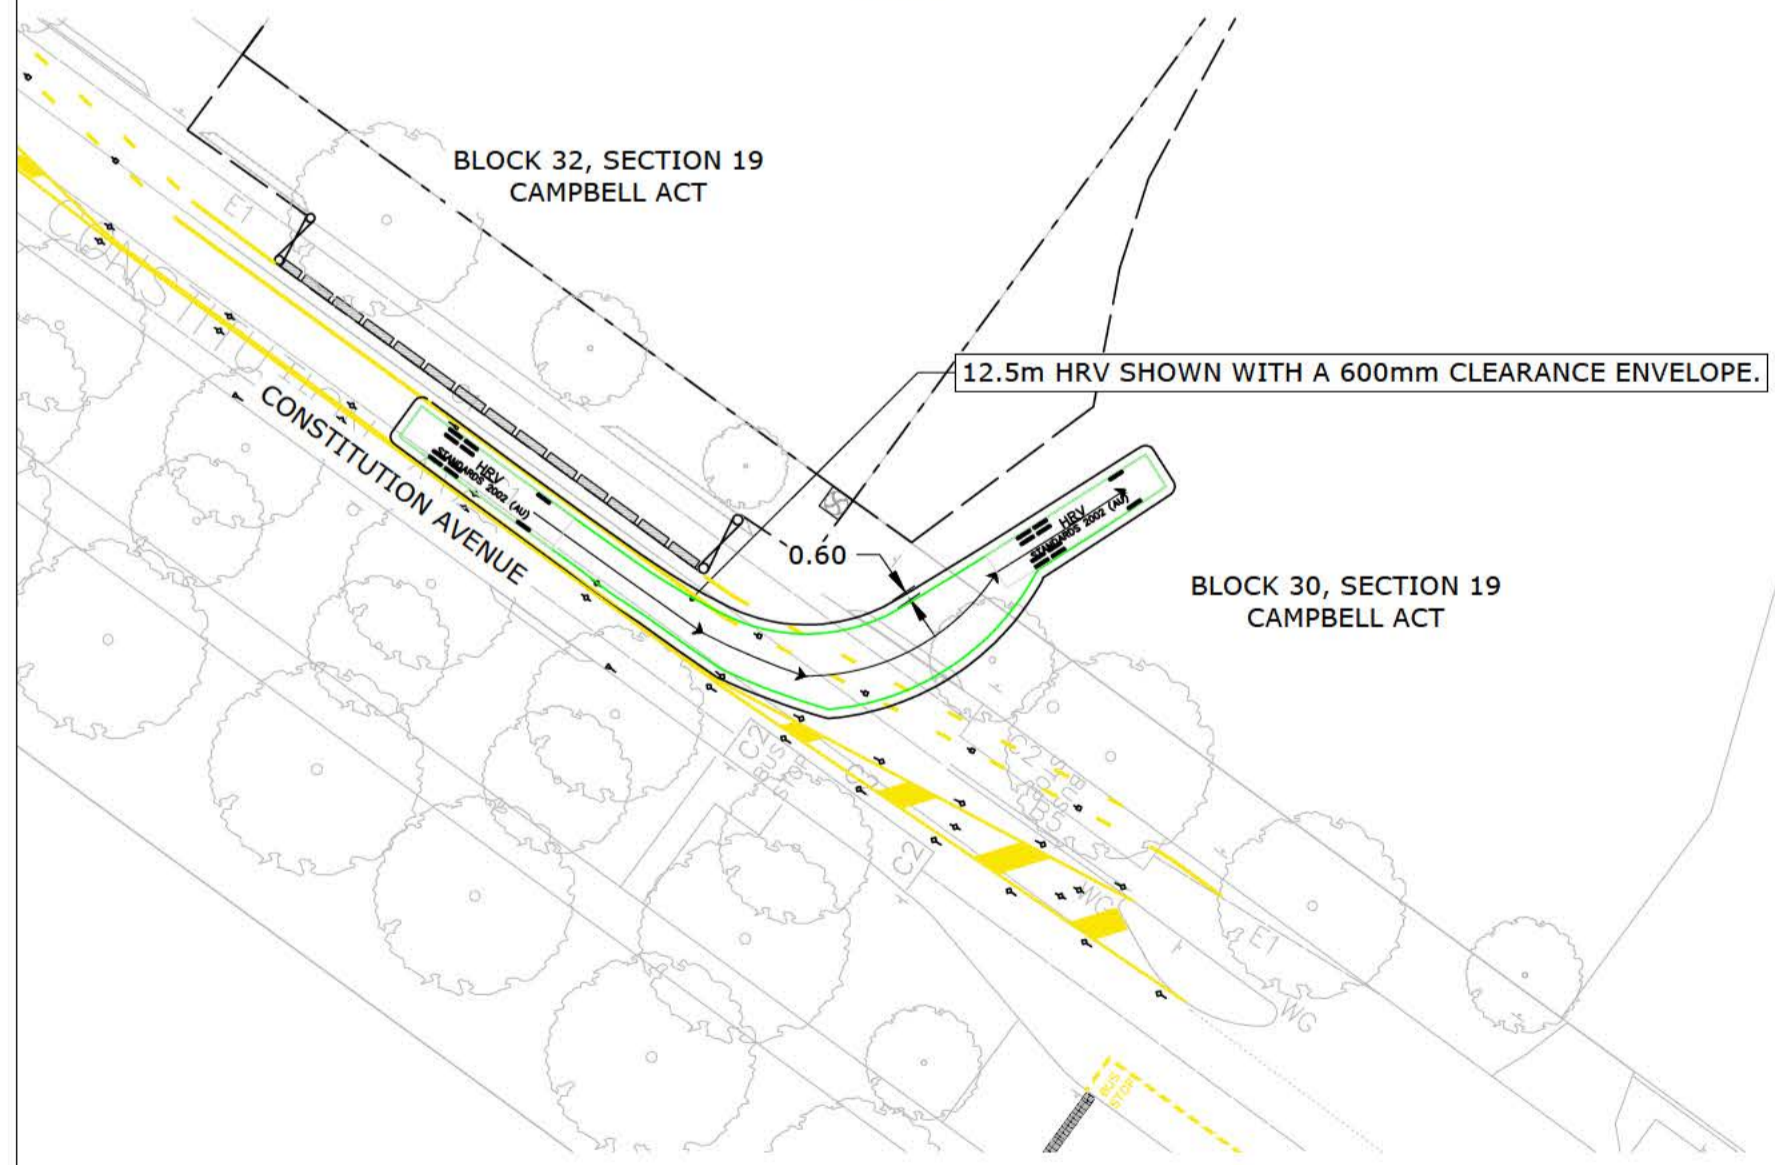 BLOCK 32, SECTION 19
CAMPBELL ACT
E1
CONSTITUTION
12.5m HRV SHOWN WITH A 600mm CLEARANCE ENVELOPE.
CONSTITUTION AVENUE
HRV
STANDARDS 2002 (AU)
HRV
STANDARDS 2002 (AU)
0.60
BLOCK 30, SECTION 19
CAMPBELL ACT
C2
C3
C2
C2
WG
E1
WG
BUS
STOP